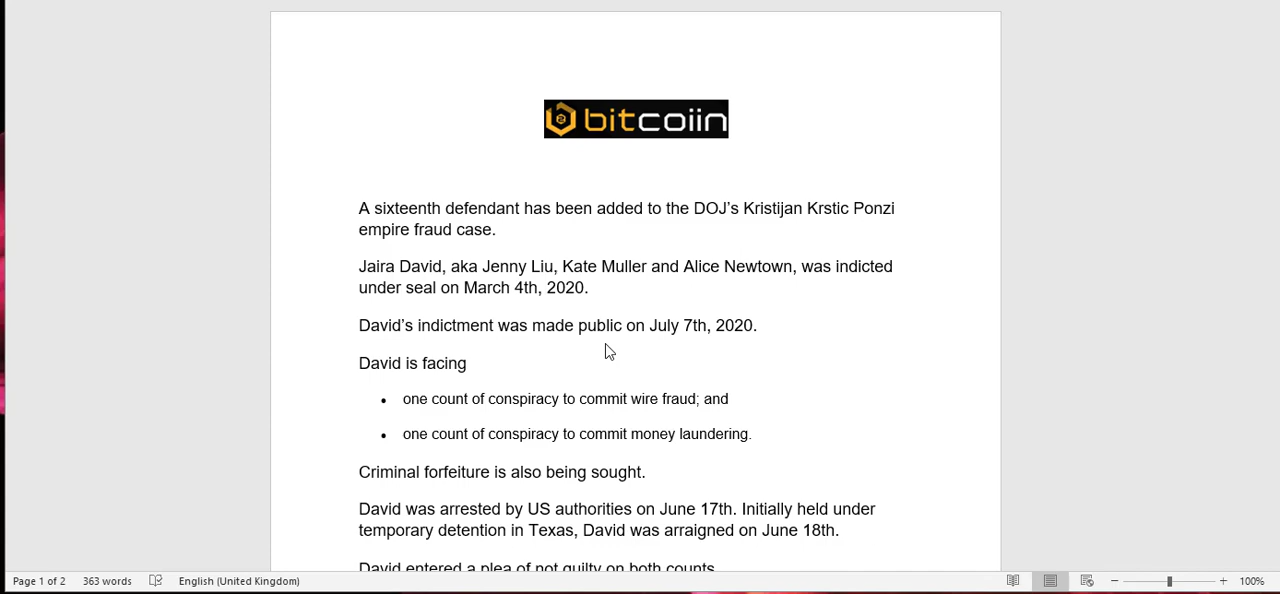 bitcoiin
A sixteenth defendant has been added to the DOJ’s Kristijan Krstic Ponzi
empire fraud case.
Jaira David, aka Jenny Liu, Kate Muller and Alice Newtown, was indicted
under seal on March 4th, 2020.
David’s indictment was made public on July 7th, 2020.
David is facing
• one count of conspiracy to commit wire fraud; and
• one count of conspiracy to commit money laundering.
Criminal forfeiture is also being sought.
David was arrested by US authorities on June 17th. Initially held under
temporary detention in Texas, David was arraigned on June 18th.
David entered a plea of not guilty on both counts.
Page 1 of 2 363 words English (United Kingdom) 100%